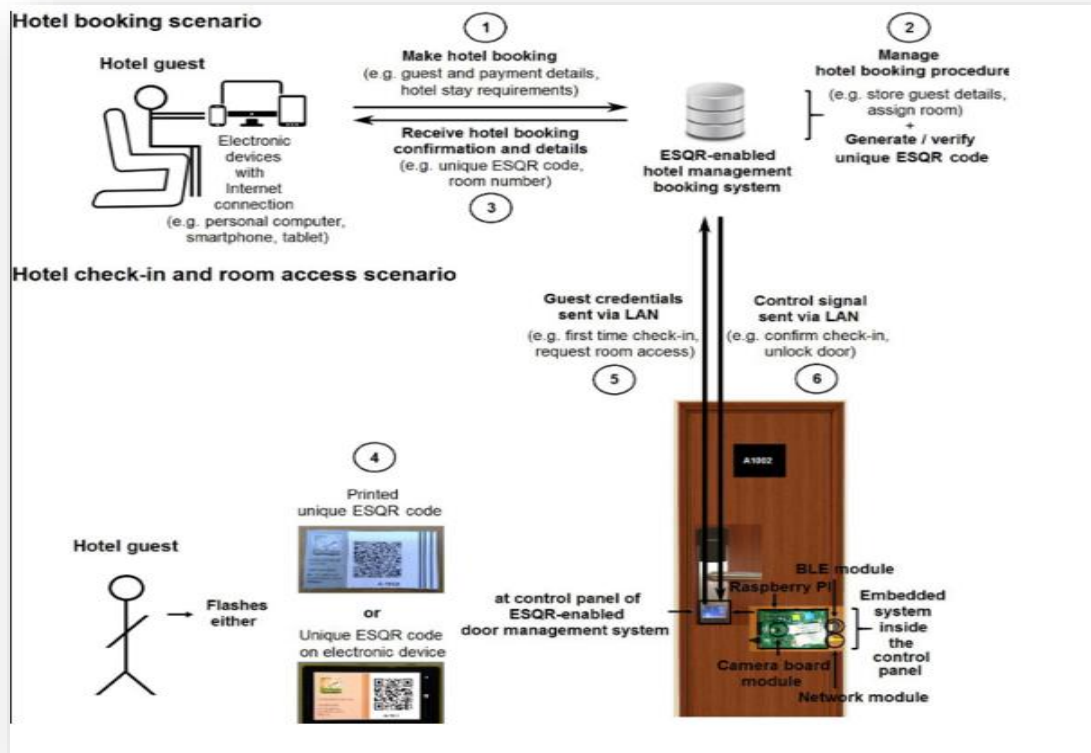 Hotel booking scenario
1
Make hotel booking
(e.g. guest and payment details,
hotel stay requirements)
2
Manage
hotel booking procedure
(e.g. store guest details,
assign room)
+
Generate / verify
unique ESQR code
Hotel guest
Electronic
devices
with
Internet
connection
(e.g. personal computer,
smartphone, tablet)
Receive hotel booking
confirmation and details
(e.g. unique ESQR code,
room number)
3
ESQR-enabled
hotel management
booking system
Hotel check-in and room access scenario
Guest credentials
sent via LAN
(e.g. first time check-in,
request room access)
5
Control signal
sent via LAN
(e.g. confirm check-in,
unlock door)
6
4
Printed
unique ESQR code
A1002
Hotel guest
Flashes
either
or
Unique ESQR code
on electronic device
at control panel of
ESQR-enabled
door management system
BLE module
Raspberry Pi
Embedded
system
inside
the
control
panel
Camera board
module
Network module